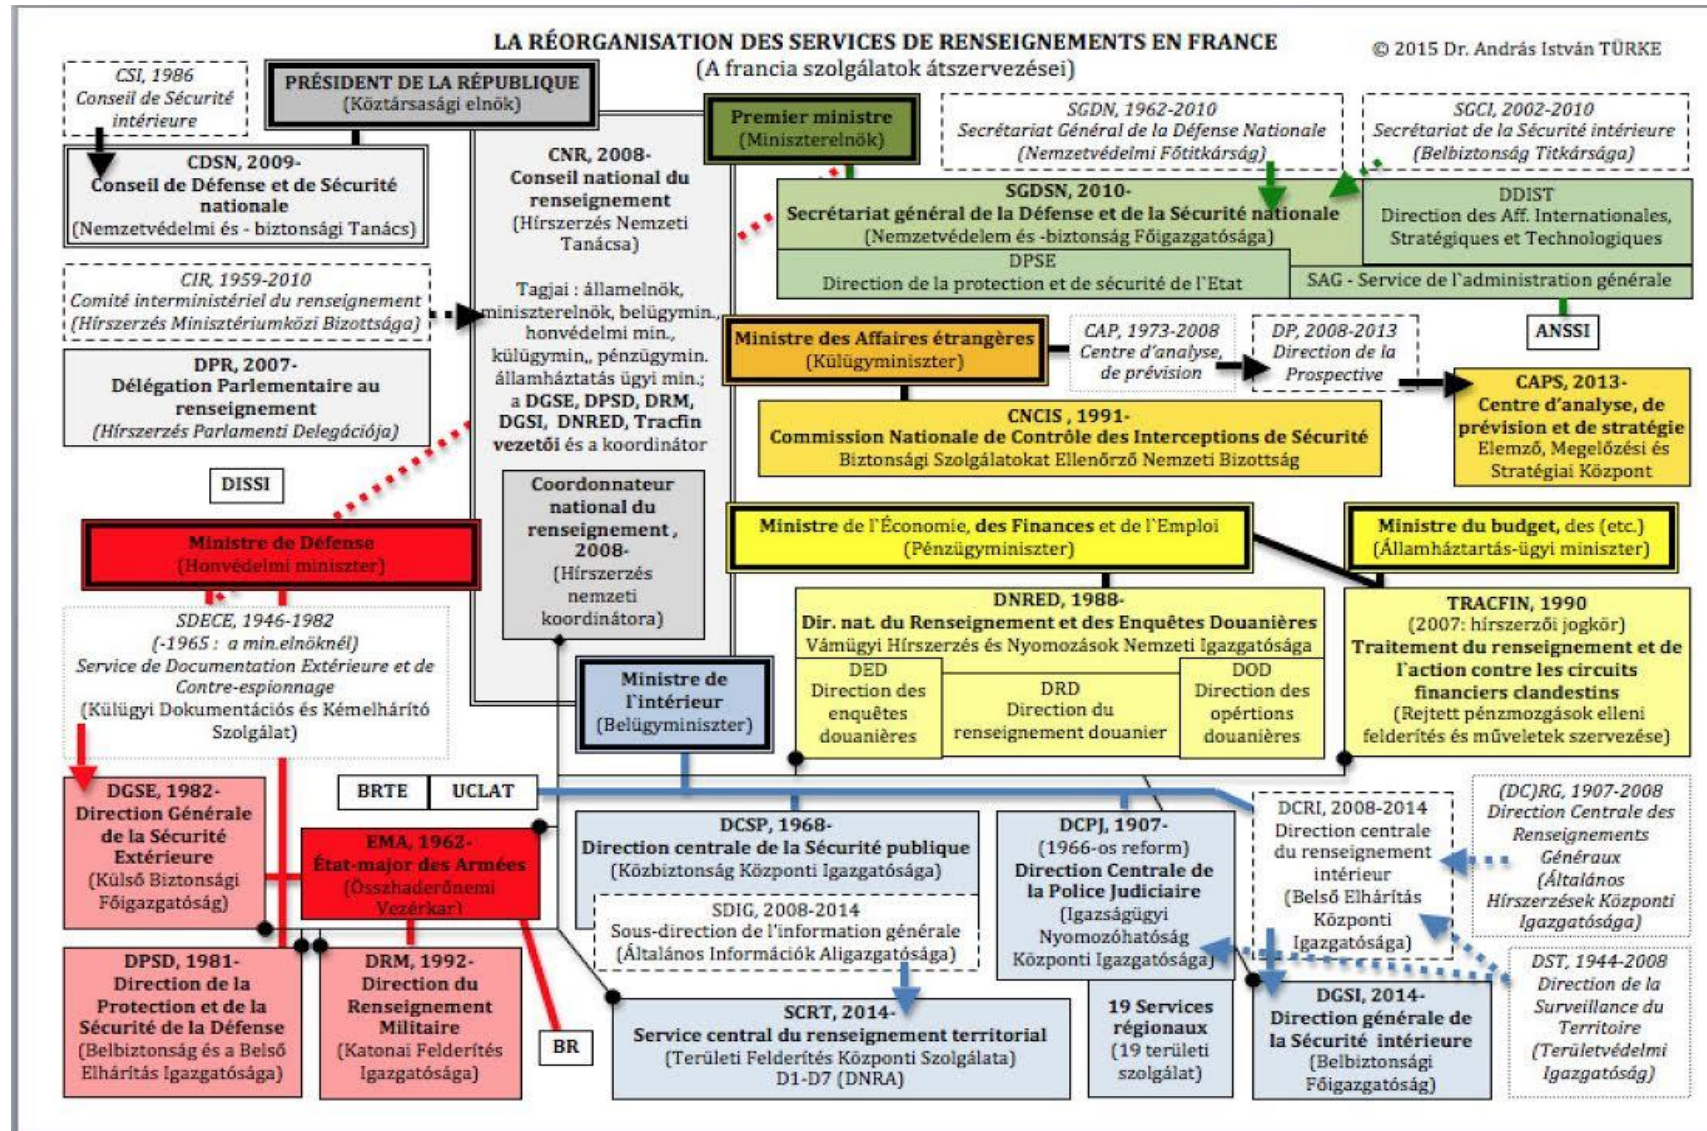 LA RÉORGANISATION DES SERVICES DE RENSEIGNEMENTS EN FRANCE
(A francia szolgálatok átszervezései)
© 2015 Dr. András István TÜRKE
CSI, 1986
Conseil de Sécurité
intérieure
PRÉSIDENT DE LA RÉPUBLIQUE
(Köztársasági elnök)
CDSN, 2009-
Conseil de Défense et de Sécurité
nationale
(Nemzetvédelmi és - biztonsági Tanács)
CIR, 1959-2010
Comité interministériel du renseignement
(Hírszerzés Minisztériumközi Bizottsága)
DPR, 2007-
Délégation Parlementaire au
renseignement
(Hírszerzés Parlamenti Delegációja)
DISSI
CNR, 2008-
Conseil national du
renseignement
(Hírszerzés Nemzeti
Tanácsa)
Tagjai : államelnök,
miniszterelnök, belügymin.,
honvédelmi min.,
külügymin,, pénzügymin.
államháztatás ügyi min.;
a DGSE, DPSD, DRM,
DGSI, DNRED, Tracfin
vezetői és a koordinátor
Coordonnateur
national du
renseignement ,
2008-
(Hírszerzés
nemzeti
koordinátora)
Premier ministre
(Miniszterelnök)
SGDN, 1962-2010
Secrétariat Général de la Défense Nationale
(Nemzetvédelmi Főtitkárság)
SGCI, 2002-2010
Secrétariat de la Sécurité intérieure
(Belbiztonság Titkársága)
SGDSN, 2010-
Secrétariat général de la Défense et de la Sécurité nationale
(Nemzetvédelem és -biztonság Főigazgatósága)
DDIST
Direction des Aff. Internationales,
Stratégiques et Technologiques
DPSE
Direction de la protection et de sécurité de l'Etat
SAG - Service de l`administration générale
ANSSI
Ministre des Affaires étrangères
(Külügyminiszter)
CAP, 1973-2008
Centre d'analyse,
de prévision
DP, 2008-2013
Direction de la
Prospective
CAPS, 2013-
Centre d'analyse, de
prévision et de stratégie
Elemző, Megelőzési és
Stratégiai Központ
CNCIS , 1991-
Commission Nationale de Contrôle des Interceptions de Sécurité
Biztonsági Szolgálatokat Ellenőrző Nemzeti Bizottság
Ministre de l`Économie, des Finances et de l`Emploi
(Pénzügyminiszter)
Ministre du budget, des (etc.)
(Államháztartás-ügyi miniszter)
DNRED, 1988-
Dir. nat. du Renseignement et des Enquêtes Douanières
Vámügyi Hírszerzés és Nyomozások Nemzeti Igazgatósága
DED
Direction des
enquêtes
douanières
DRD
Direction du
renseignement douanier
DOD
Direction des
opértions
douanières
TRACFIN, 1990
(2007: hírszerzői jogkör)
Traitement du renseignement et de
l`action contre les circuits
financiers clandestins
(Rejtett pénzmozgások elleni
felderítés és műveletek szervezése)
Ministre de Défense
(Honvédelmi miniszter)
SDECE, 1946-1982
(-1965 : a min.elnöknél)
Service de Documentation Extérieure et de
Contre-espionnage
(Külügyi Dokumentációs és Kémelhárító
Szolgálat)
Ministre de
l`intérieur
(Belügyminiszter)
DGSE, 1982-
Direction Générale
de la Sécurité
Extérieure
(Külső Biztonsági
Főigazgatóság)
BRTE
UCLAT
EMA, 1962-
État-major des Armées
(Összhaderőnemi
Vezérkar)
DCSP, 1968-
Direction centrale de la Sécurité publique
(Közbiztonság Központi Igazgatósága)
SDIG, 2008-2014
Sous-direction de l'information générale
(Általános Információk Aligazgatósága)
DCPJ, 1907-
(1966-os reform)
Direction Centrale de
la Police Judiciaire
(Igazságügyi
Nyomozóhatóság
Központi Igazgatósága)
DCRI, 2008-2014
Direction centrale
du renseignement
intérieur
(Belső Elhárítás
Központi
Igazgatósága)
(DC)RG, 1907-2008
Direction Centrale des
Renseignements
Généraux
(Általános
Hírszerzések Központi
Igazgatósága)
DPSD, 1981-
Direction de la
Protection et de la
Sécurité de la Défense
(Belbiztonság és a Belső
Elhárítás Igazgatósága)
DRM, 1992-
Direction du
Renseignement
Militaire
(Katonai Felderítés
Igazgatósága)
BR
SCRT, 2014-
Service central du renseignement territorial
(Területi Felderítés Központi Szolgálata)
D1-D7 (DNRA)
19 Services
régionaux
(19 területi
szolgálat)
DGSI, 2014-
Direction générale de
la Sécurité intérieure
(Belbiztonsági
Főigazgatóság)
DST, 1944-2008
Direction de la
Surveillance du
Territoire
(Területvédelmi
Igazgatóság)